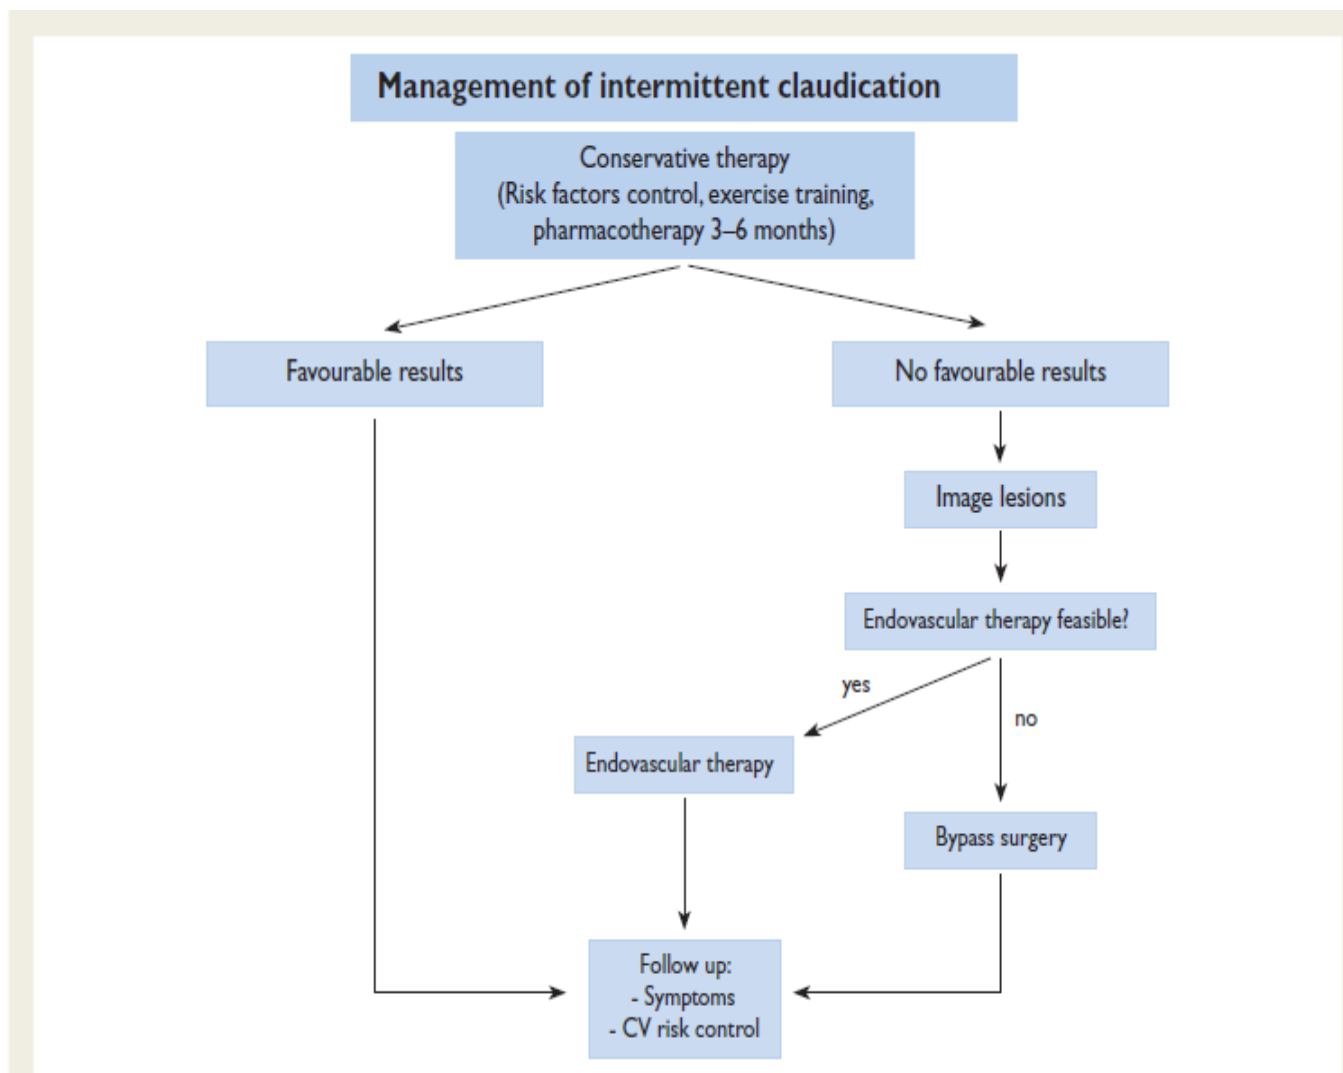 Management of intermittent claudication
Conservative therapy
(Risk factors control, exercise training,
pharmacotherapy 3–6 months)
Favourable results
No favourable results
Image lesions
Endovascular therapy feasible?
yes
no
Endovascular therapy
Bypass surgery
Follow up:
- Symptoms
- CV risk control